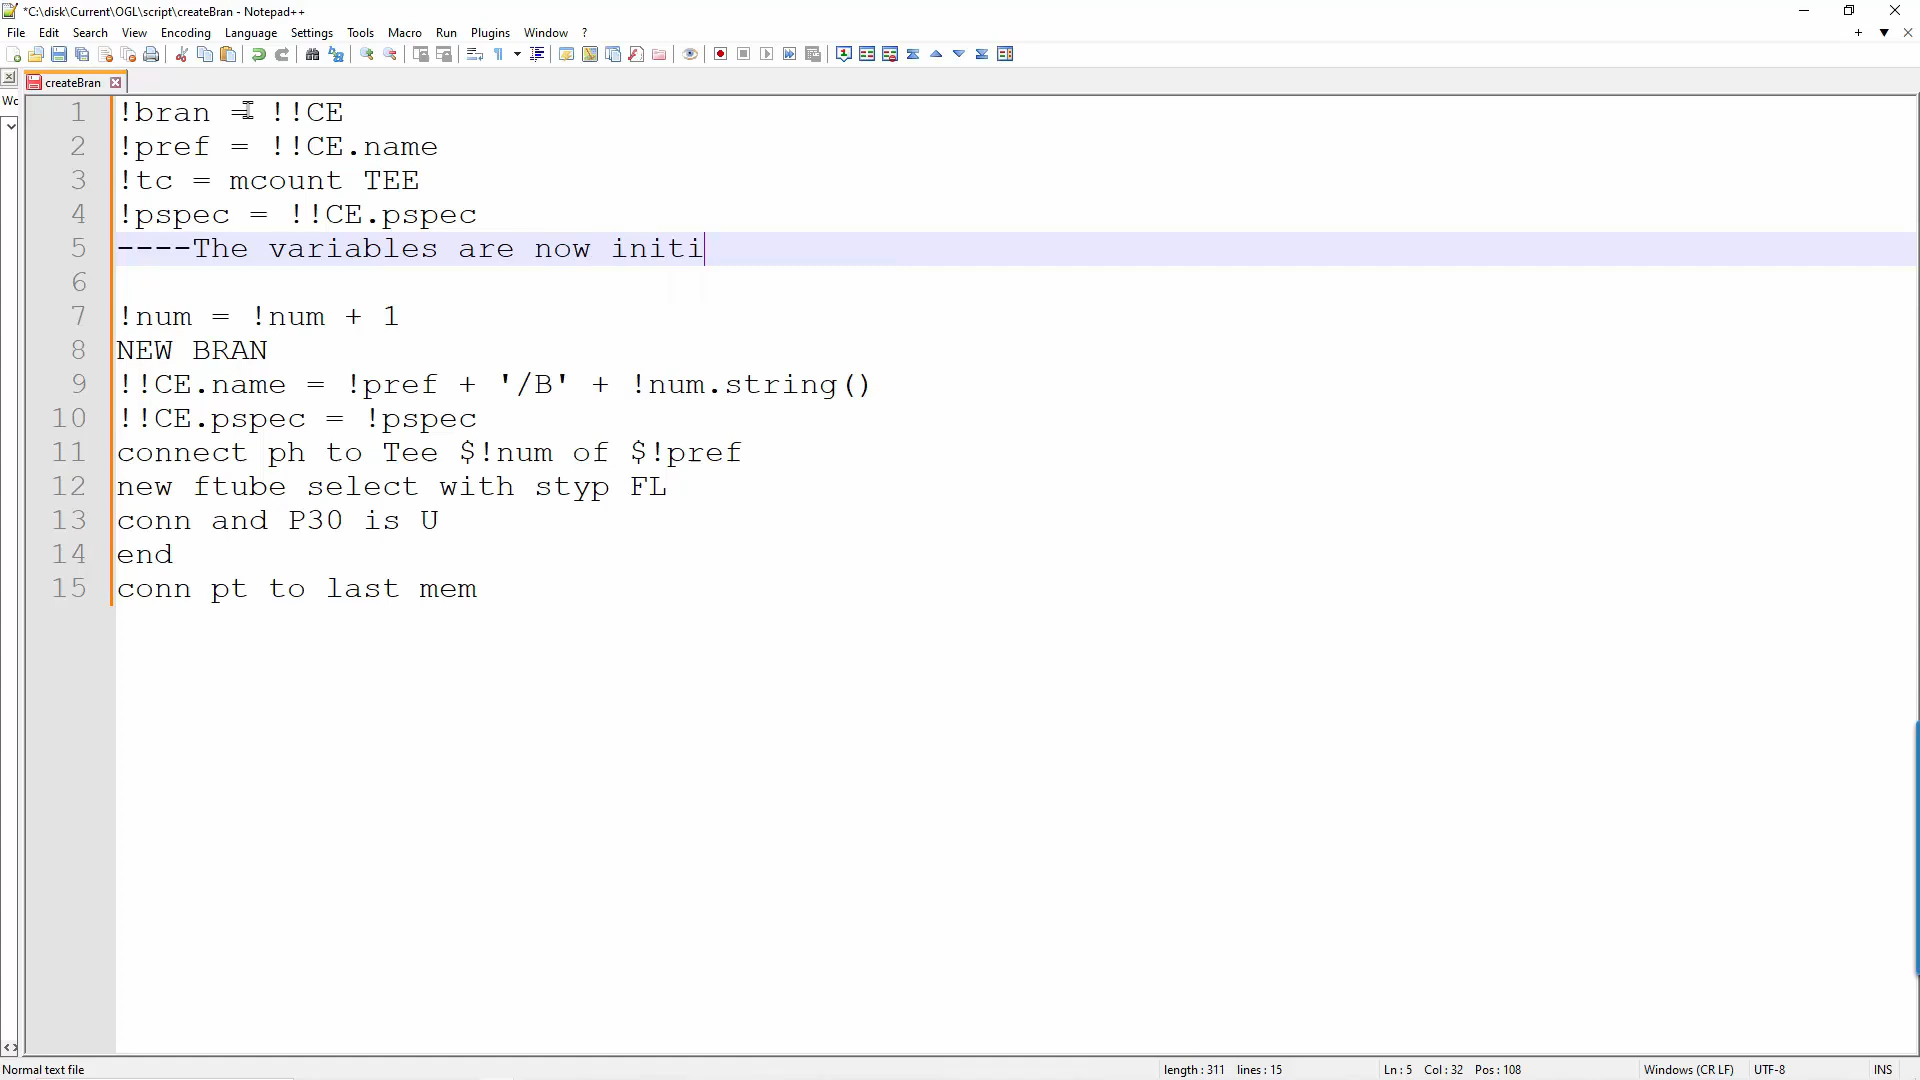 *C:\disk\Current\OGL\script\createBran - Notepad++
File Edit Search View Encoding Language Settings Tools Macro Run Plugins Window ?
createBran
Wc
1 !bran = !!CE
2 !pref = !!CE.name
3 !tc = mcount TEE
4 !pspec = !!CE.pspec
5 ----The variables are now initi
6
7 !num = !num + 1
8 NEW BRAN
9 !!CE.name = !pref + '/B' + !num.string()
10 !!CE.pspec = !pspec
11 connect ph to Tee $!num of $!pref
12 new ftube select with styp FL
13 conn and P30 is U
14 end
15 conn pt to last mem
Normal text file length : 311 lines : 15 Ln : 5 Col : 32 Pos : 108 Windows (CR LF) UTF-8 INS